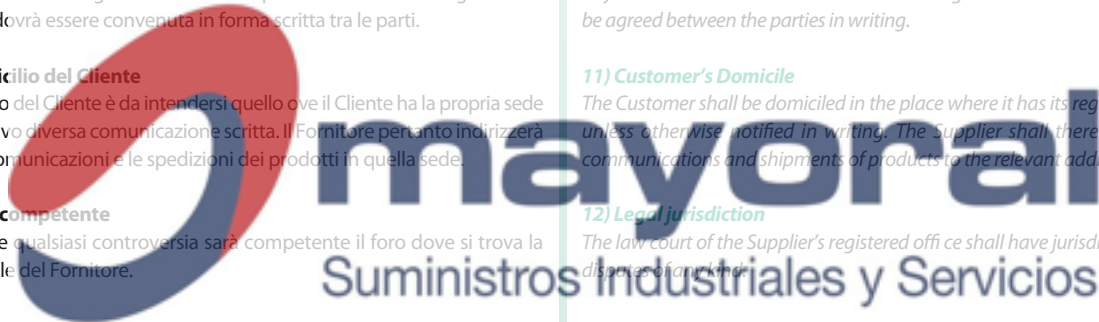 dovrà essere convenuta in forma scritta tra le parti.
cilio del Cliente
o del Cliente è da intendersi quello ove il Cliente ha la propria sede
vo diversa comunicazione scritta. Il Fornitore pertanto indirizzerà
omunicazioni e le spedizioni dei prodotti in quella sede.
competente
e qualsiasi controversia sarà competente il foro dove si trova la
le del Fornitore.
be agreed between the parties in writing.
11) Customer's Domicile
The Customer shall be domiciled in the place where it has its reg
unless otherwise notified in writing. The Supplier shall there
communications and shipments of products to the relevant add
12) Legal jurisdiction
The law court of the Supplier's registered offi ce shall have jurisdi
disputes of any kind.
mayoral
Suministros Industriales y Servicios